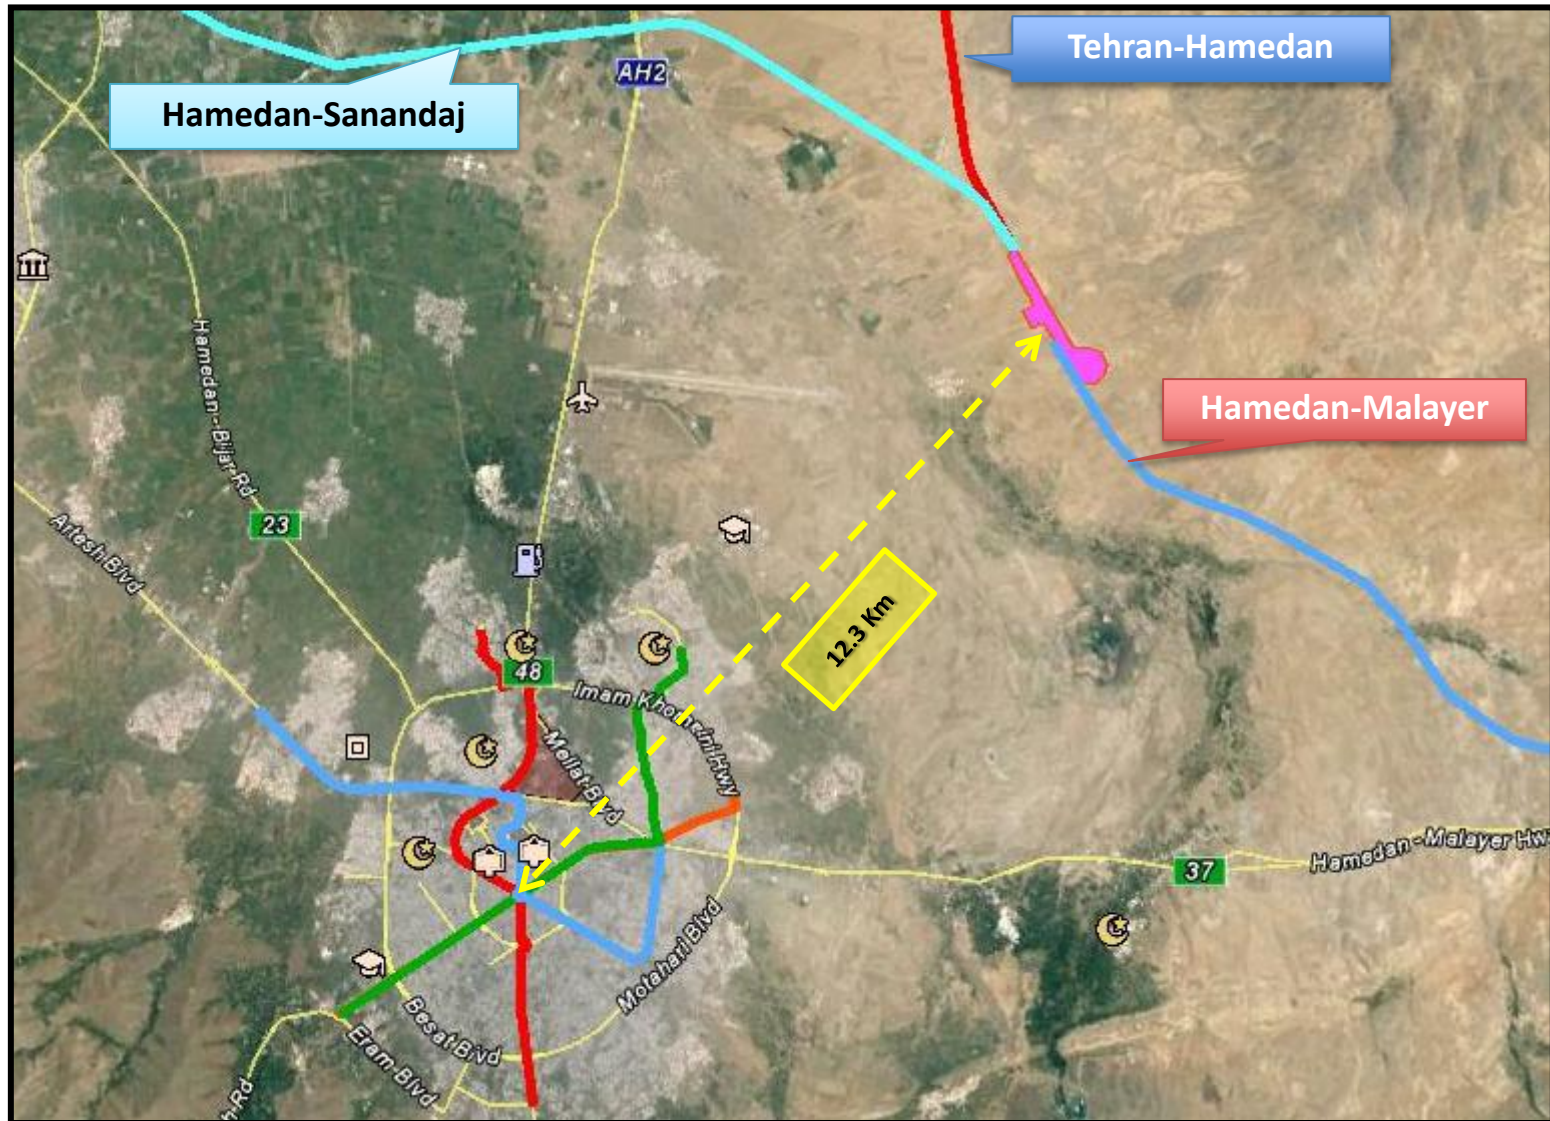 Tehran-Hamedan
AH2
Hamedan-Sanandaj
Hamedan - Bijar Rd
Hamedan-Malayer
23
Artesh Blvd
12.3 Km
48
Imam Khomeini Hwy
Mellat Blvd
Hamedan - Malayer Hw
37
Motahari Blvd
Besat Blvd
Eram Blvd
h Rd